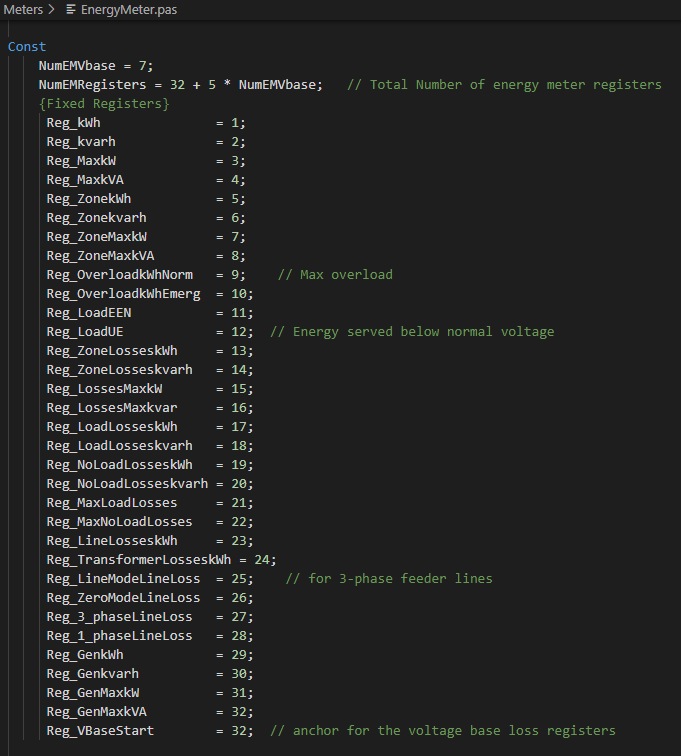 Meters > EnergyMeter.pas
Const
NumEMVbase = 7;
NumEMRegisters = 32 + 5 * NumEMVbase;   // Total Number of energy meter registers
{Fixed Registers}
Reg_kWh               = 1;
Reg_kvarh             = 2;
Reg_MaxkW             = 3;
Reg_MaxkVA            = 4;
Reg_ZonekWh           = 5;
Reg_Zonekvarh         = 6;
Reg_ZoneMaxkW         = 7;
Reg_ZoneMaxkVA        = 8;
Reg_OverloadkWhNorm   = 9;    // Max overload
Reg_OverloadkWhEmerg  = 10;
Reg_LoadEEN           = 11;
Reg_LoadUE            = 12;  // Energy served below normal voltage
Reg_ZoneLosseskWh     = 13;
Reg_ZoneLosseskvarh   = 14;
Reg_LossesMaxkW       = 15;
Reg_LossesMaxkvar     = 16;
Reg_LoadLosseskWh     = 17;
Reg_LoadLosseskvarh   = 18;
Reg_NoLoadLosseskWh   = 19;
Reg_NoLoadLosseskvarh = 20;
Reg_MaxLoadLosses     = 21;
Reg_MaxNoLoadLosses   = 22;
Reg_LineLosseskWh     = 23;
Reg_TransformerLosseskWh = 24;
Reg_LineModeLineLoss  = 25;    // for 3-phase feeder lines
Reg_ZeroModeLineLoss  = 26;
Reg_3_phaseLineLoss   = 27;
Reg_1_phaseLineLoss   = 28;
Reg_GenkWh            = 29;
Reg_Genkvarh          = 30;
Reg_GenMaxkW          = 31;
Reg_GenMaxkVA         = 32;
Reg_VBaseStart        = 32;  // anchor for the voltage base loss registers